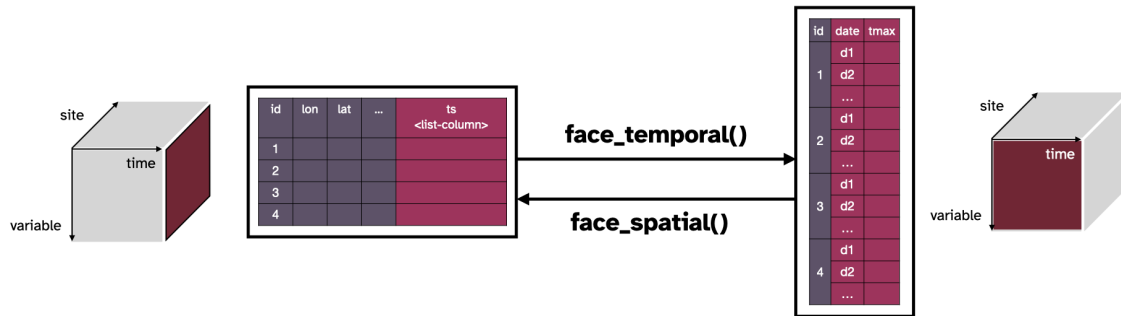 site
time
variable
id lon lat ... ts
<list-column>
1
2
3
4
face_temporal()
face_spatial()
id date tmax
1
d1
d2
...
2
d1
d2
...
3
d1
d2
...
4
d1
d2
...
site
time
variable